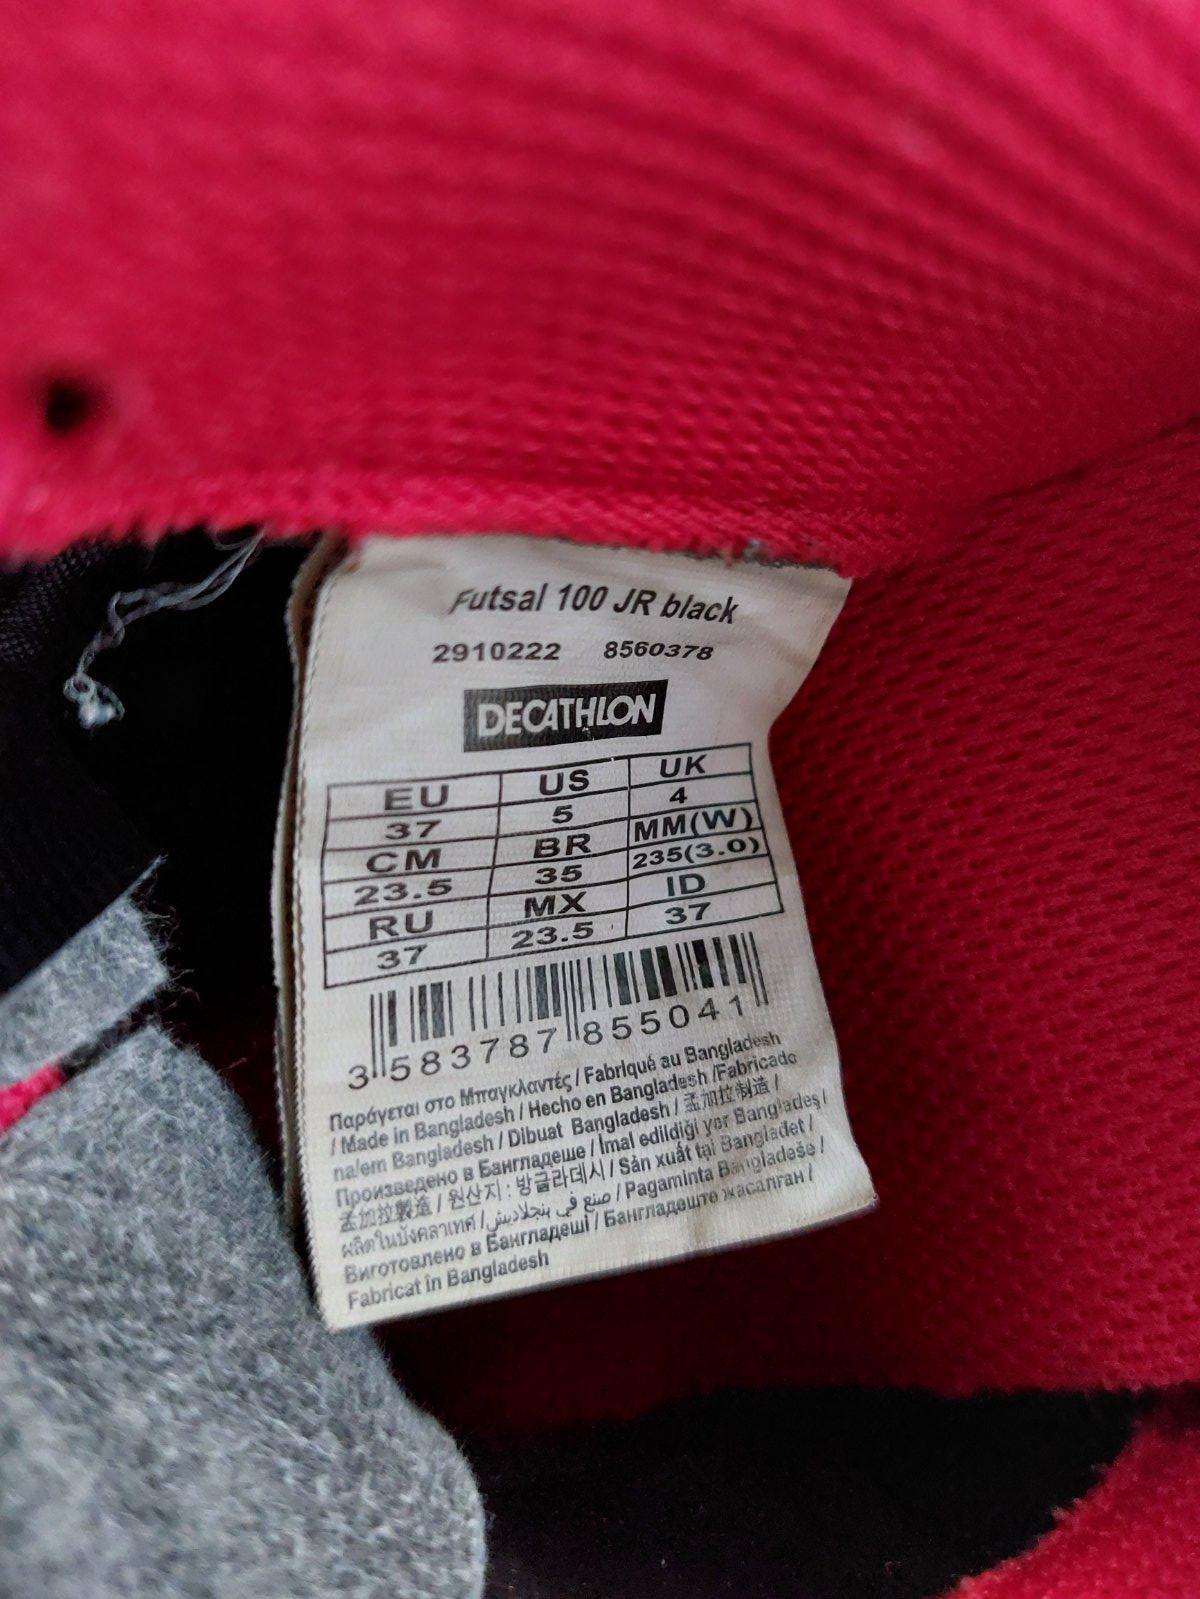 Futsal 100 JR black
2910222 8560378
DECATHLON
EU US UK
37 5 4
CM BR MM(W)
23.5 35 235(3.0)
RU MX ID
37 23.5 37
3 583787 855041
Παράγεται στο Μπαγκλαντές / Fabriqué au Bangladesh
/ Made in Bangladesh / Hecho en Bangladesh /Fabricado
na/em Bangladesh / Dibuat Bangladesh / 孟加拉制造 /
Произведено в Бангладеше / İmal edildiği yer Bangladeş /
孟加拉製造 / 원산지 : 방글라데시 / Sản xuất tại Bangladet /
ผลิตในบังคลาเทศ / صنع في بنجلاديش / Pagaminta Bangladeše /
Виготовлено в Бангладеші / Бангладеште жасалған /
Fabricat în Bangladesh